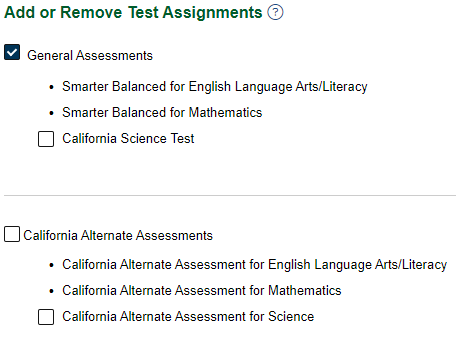 Add or Remove Test Assignments ?
General Assessments
• Smarter Balanced for English Language Arts/Literacy
• Smarter Balanced for Mathematics
California Science Test
California Alternate Assessments
• California Alternate Assessment for English Language Arts/Literacy
• California Alternate Assessment for Mathematics
California Alternate Assessment for Science